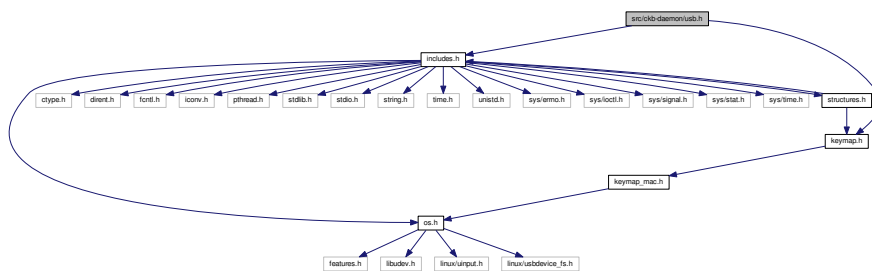 src/ckb-daemon/usb.h
includes.h
ctype.h
dirent.h
fcntl.h
iconv.h
pthread.h
stdlib.h
stdio.h
string.h
time.h
unistd.h
sys/errno.h
sys/ioctl.h
sys/signal.h
sys/stat.h
sys/time.h
structures.h
keymap.h
keymap_mac.h
os.h
features.h
libudev.h
linux/uinput.h
linux/usbdevice_fs.h